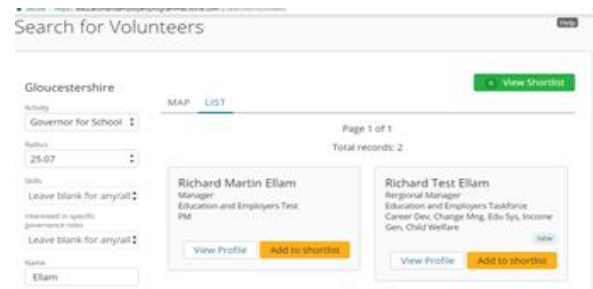 Search for Volunteers
Help
Gloucestershire
Activity
Governor for School
Radius
25.07
Skills
Leave blank for any/all
Interested in specific
governance roles
Leave blank for any/all
Name
Ellam
View Shortlist
MAP LIST
Page 1 of 1
Total records: 2
Richard Martin Ellam
Manager
Education and Employers Test
PM
View Profile
Add to shortlist
Richard Test Ellam
Rergional Manager
Education and Employers Taskforce
Career Dev, Change Mng, Edu Sys, Income
Gen, Child Welfare
NEW
View Profile
Add to shortlist